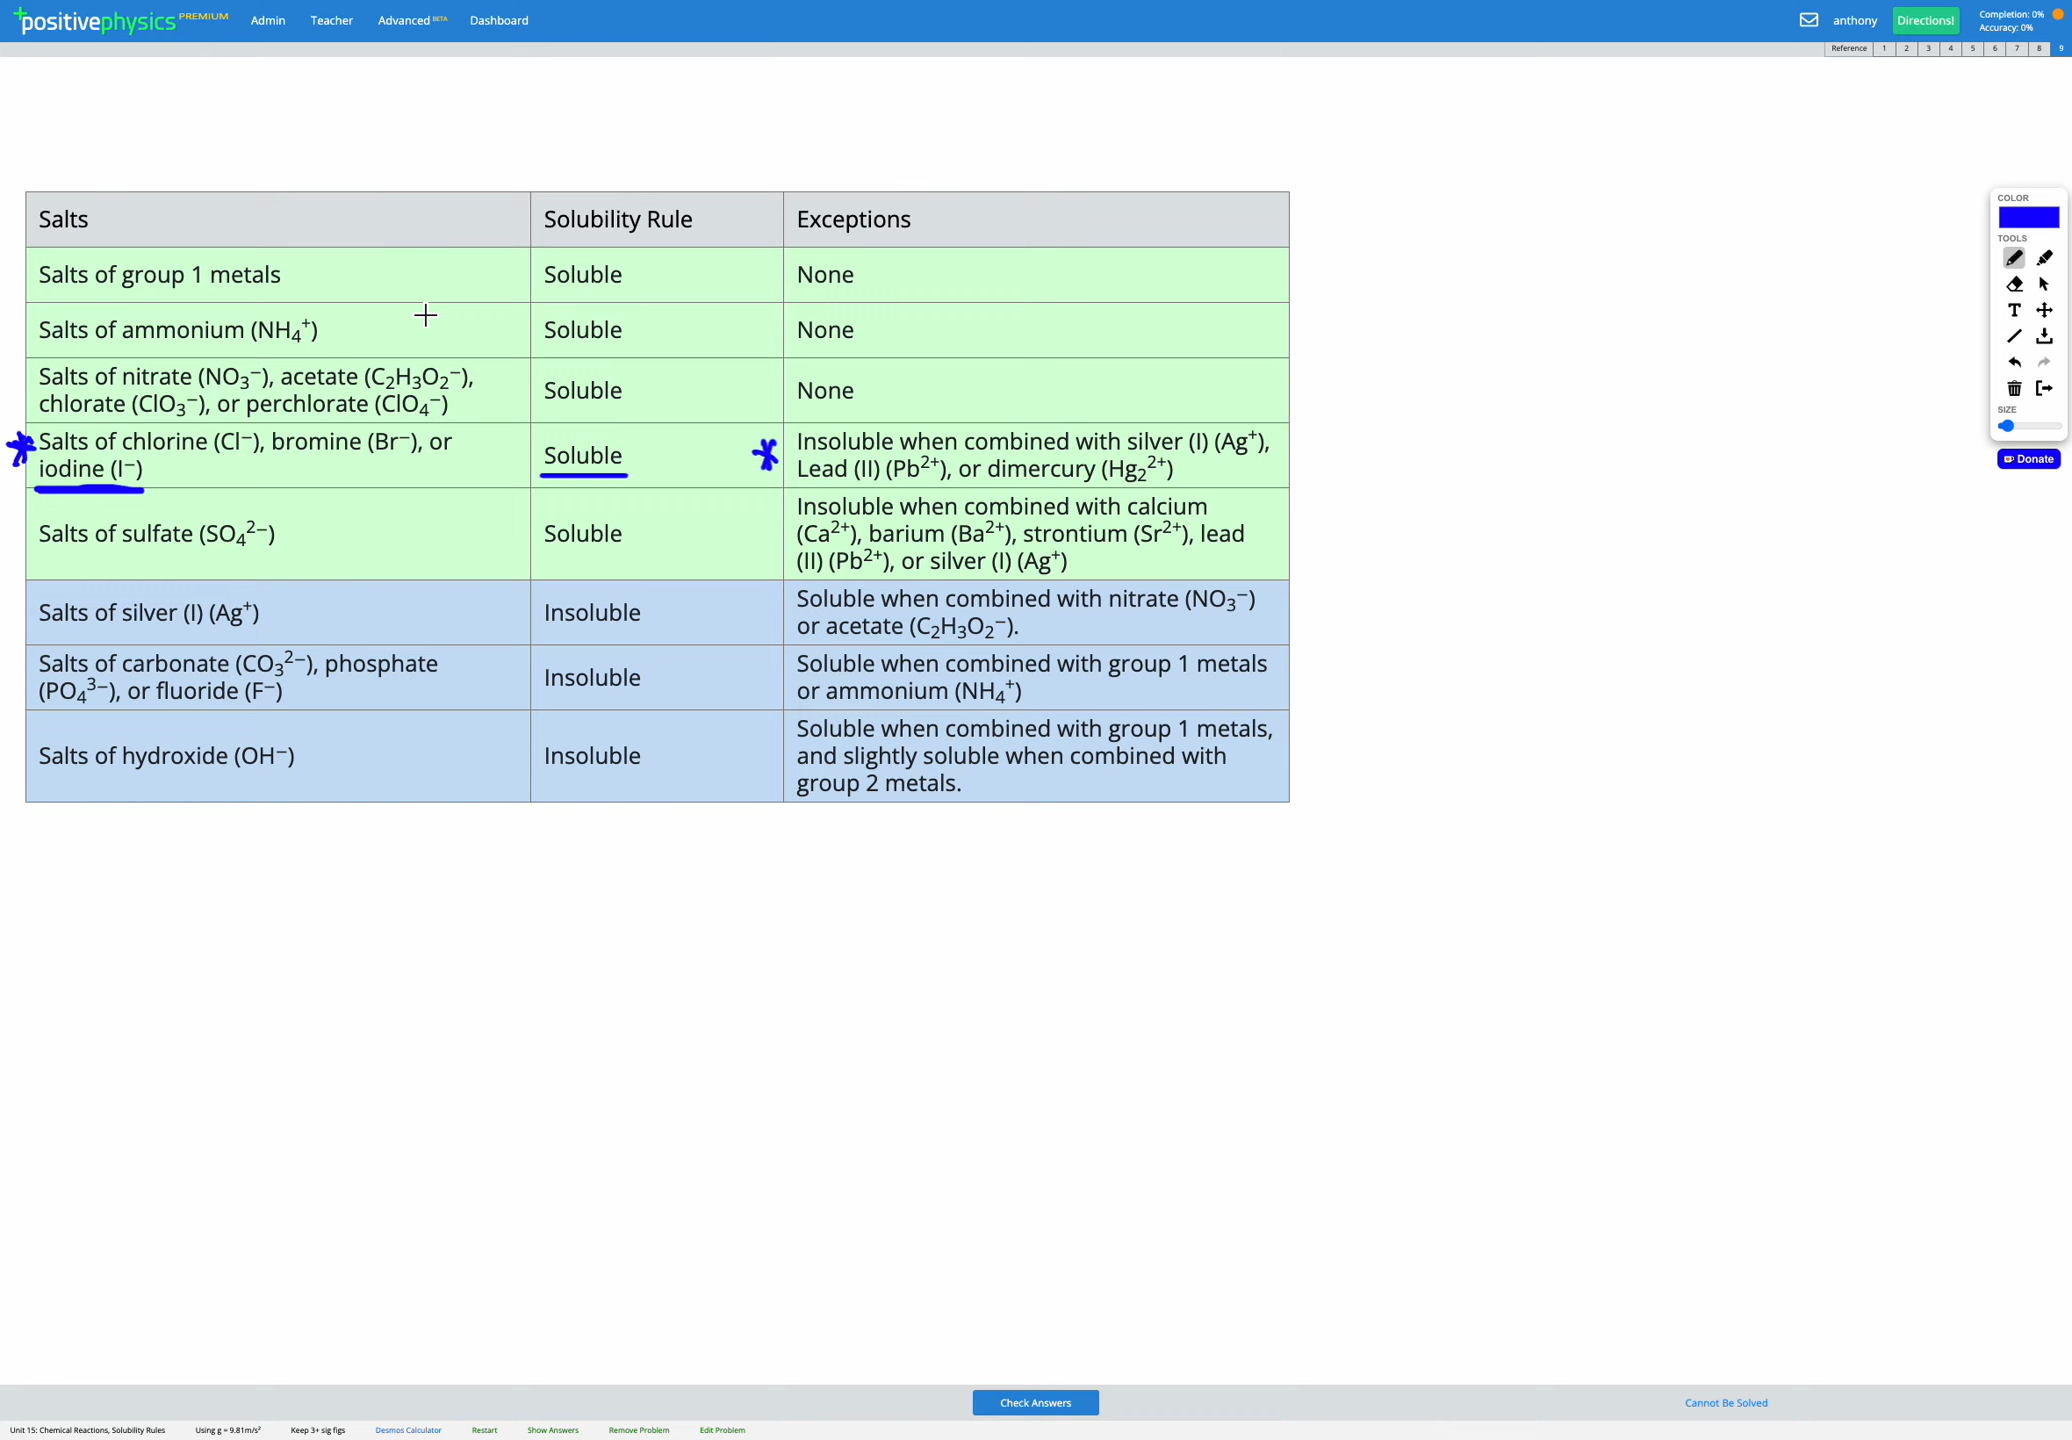 +positivephysics PREMIUM Admin Teacher Advanced BETA Dashboard anthony Directions! Completion: 0%
Accuracy: 0%
Reference 1 2 3 4 5 6 7 8 9
Salts Solubility Rule Exceptions
Salts of group 1 metals Soluble None
Salts of ammonium (NH₄⁺) Soluble None
Salts of nitrate (NO₃⁻), acetate (C₂H₃O₂⁻),
chlorate (ClO₃⁻), or perchlorate (ClO₄⁻)
Soluble
None
Salts of chlorine (Cl⁻), bromine (Br⁻), or
iodine (I⁻)
Soluble
Insoluble when combined with silver (I) (Ag⁺),
Lead (II) (Pb²⁺), or dimercury (Hg₂²⁺)
Salts of sulfate (SO₄²⁻)
Soluble
Insoluble when combined with calcium
(Ca²⁺), barium (Ba²⁺), strontium (Sr²⁺), lead
(II) (Pb²⁺), or silver (I) (Ag⁺)
Salts of silver (I) (Ag⁺)
Insoluble
Soluble when combined with nitrate (NO₃⁻)
or acetate (C₂H₃O₂⁻).
Salts of carbonate (CO₃²⁻), phosphate
(PO₄³⁻), or fluoride (F⁻)
Insoluble
Soluble when combined with group 1 metals
or ammonium (NH₄⁺)
Salts of hydroxide (OH⁻)
Insoluble
Soluble when combined with group 1 metals,
and slightly soluble when combined with
group 2 metals.
COLOR
TOOLS
T
SIZE
Donate
Check Answers Cannot Be Solved
Unit 15: Chemical Reactions, Solubility Rules Using g = 9.81m/s² Keep 3+ sig figs Desmos Calculator Restart Show Answers Remove Problem Edit Problem